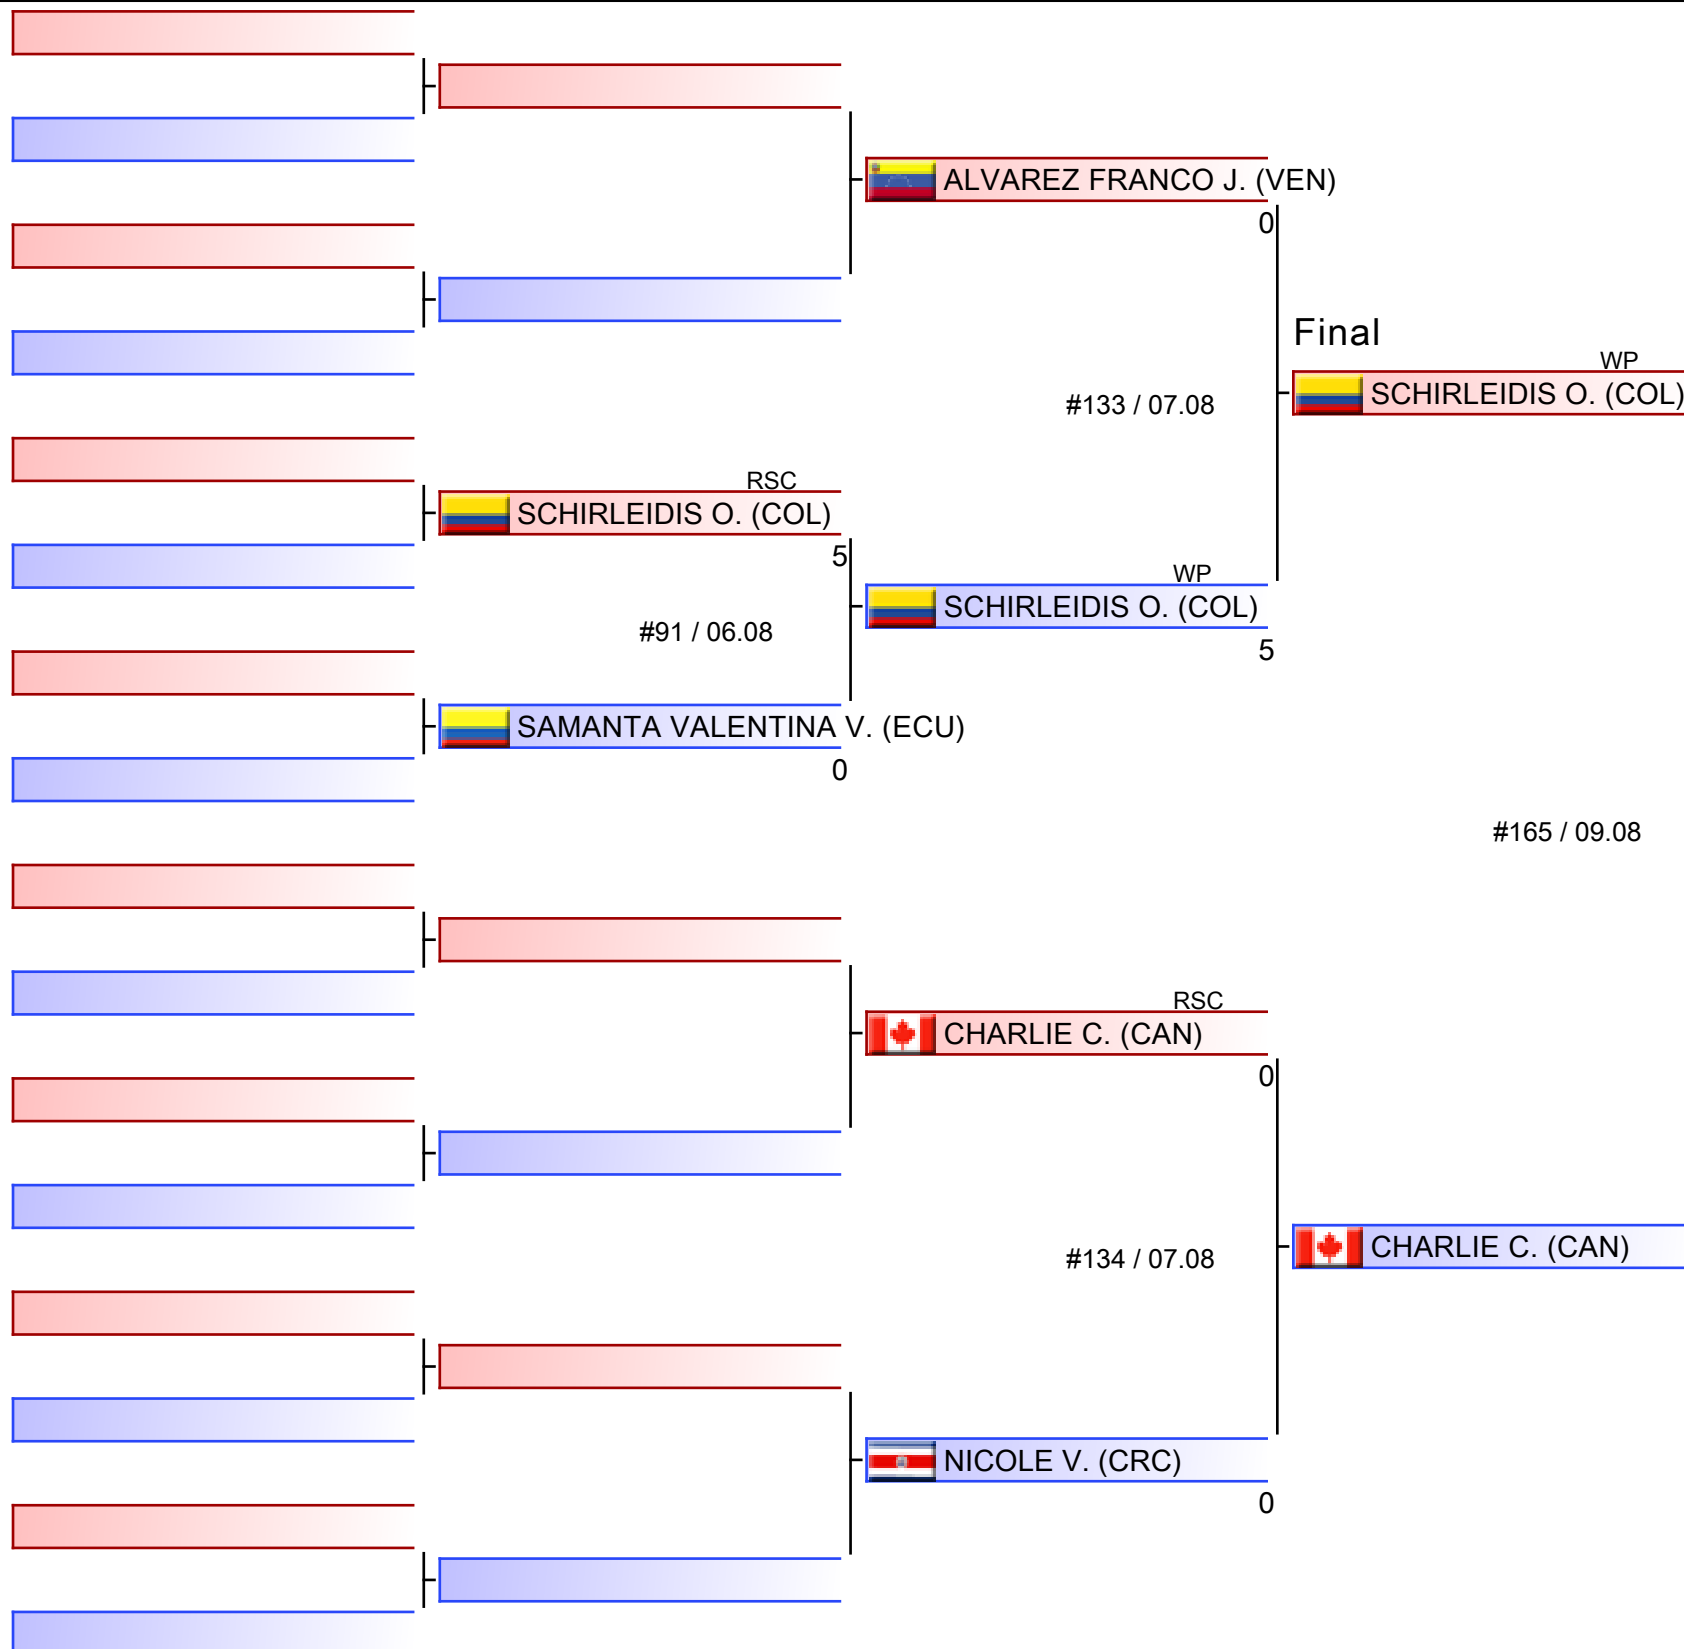 ALVAREZ FRANCO J. (VEN)
0
Final
WP
SCHIRLEIDIS O. (COL)
#133 / 07.08
RSC
SCHIRLEIDIS O. (COL)
5
WP
SCHIRLEIDIS O. (COL)
5
#91 / 06.08
SAMANTA VALENTINA V. (ECU)
0
#165 / 09.08
RSC
CHARLIE C. (CAN)
0
CHARLIE C. (CAN)
#134 / 07.08
NICOLE V. (CRC)
0